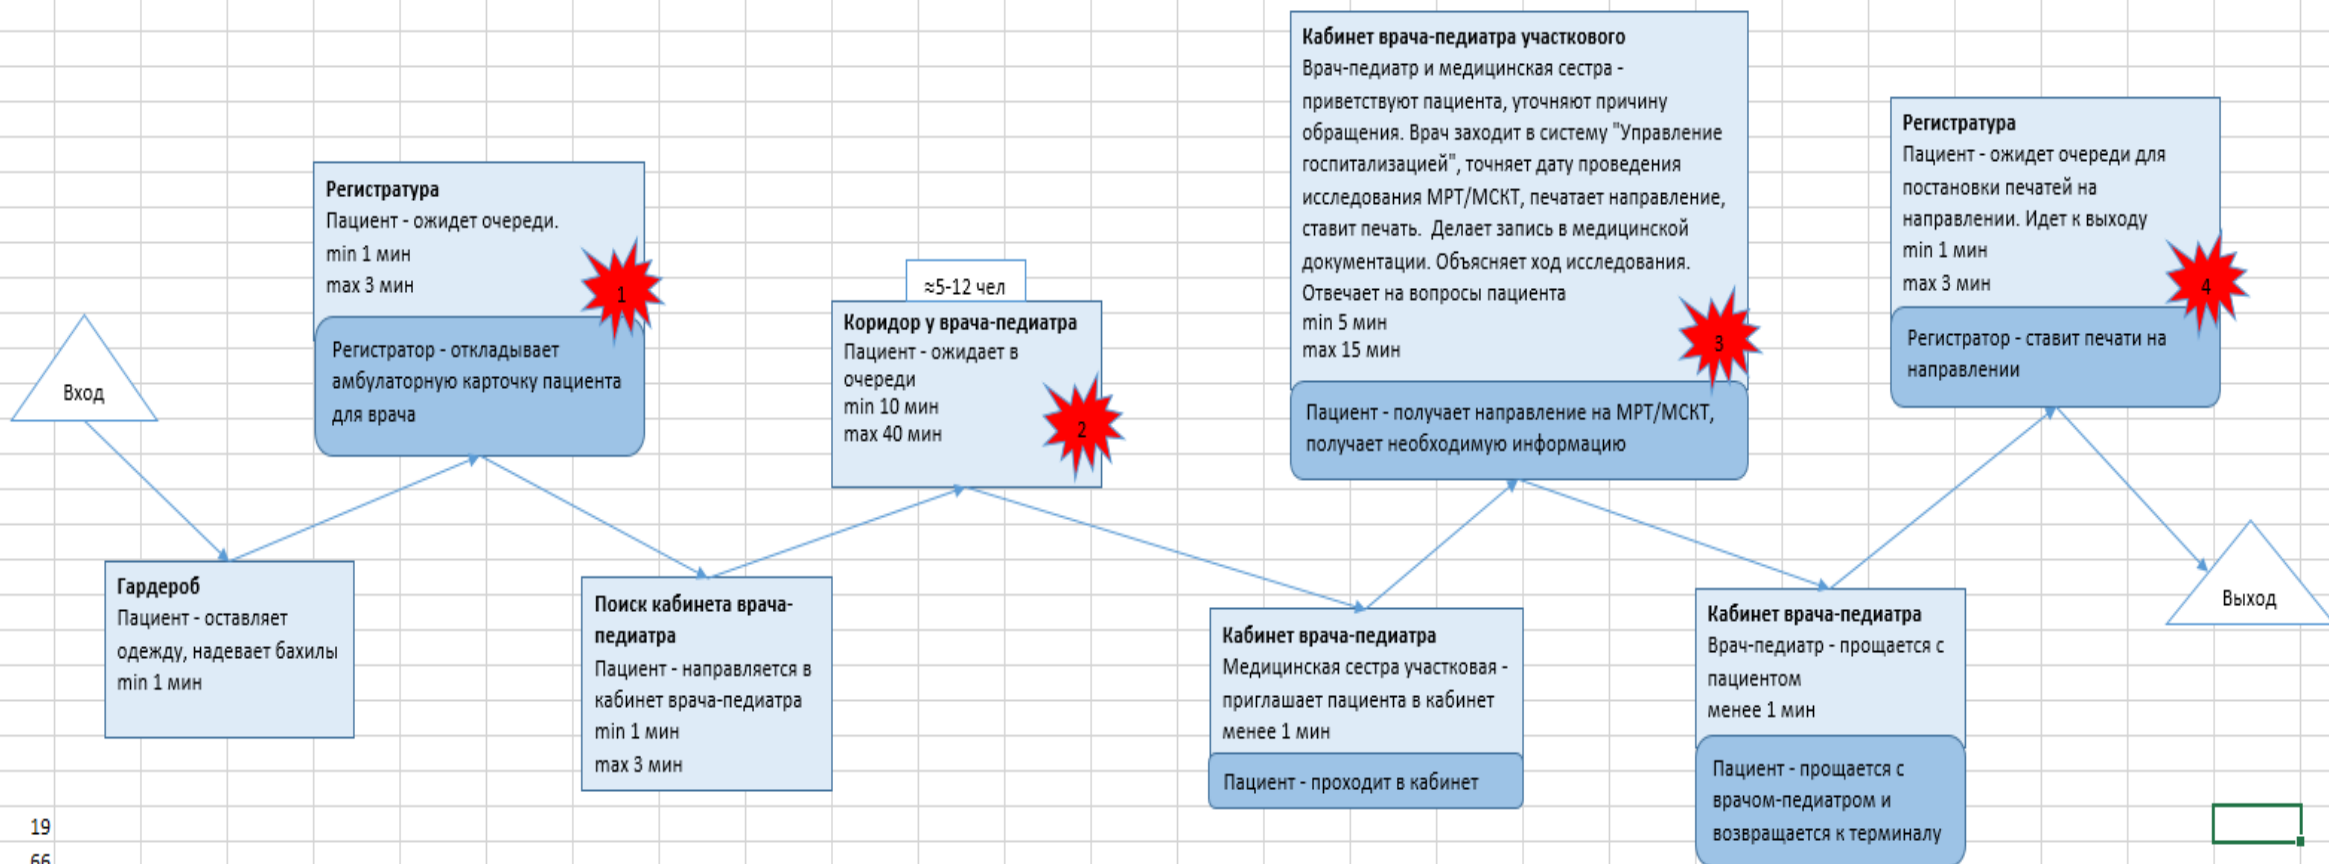 Вход
Гардероб
Пациент - оставляет
одежду, надевает бахилы
min 1 мин
Регистратура
Пациент - ожидет очереди.
min 1 мин
max 3 мин
1
Регистратор - откладывает
амбулаторную карточку пациента
для врача
Поиск кабинета врача-
педиатра
Пациент - направляется в
кабинет врача-педиатра
min 1 мин
max 3 мин
≈5-12 чел
Коридор у врача-педиатра
Пациент - ожидает в
очереди
min 10 мин
max 40 мин
2
Кабинет врача-педиатра
Медицинская сестра участковая -
приглашает пациента в кабинет
менее 1 мин
Пациент - проходит в кабинет
Кабинет врача-педиатра участкового
Врач-педиатр и медицинская сестра -
приветствуют пациента, уточняют причину
обращения. Врач заходит в систему "Управление
госпитализацией", точняет дату проведения
исследования МРТ/МСКТ, печатает направление,
ставит печать.  Делает запись в медицинской
документации. Объясняет ход исследования.
Отвечает на вопросы пациента
min 5 мин
max 15 мин
3
Пациент - получает направление на МРТ/МСКТ,
получает необходимую информацию
Кабинет врача-педиатра
Врач-педиатр - прощается с
пациентом
менее 1 мин
Пациент - прощается с
врачом-педиатром и
возвращается к терминалу
Регистратура
Пациент - ожидет очереди для
постановки печатей на
направлении. Идет к выходу
min 1 мин
max 3 мин
4
Регистратор - ставит печати на
направлении
Выход
19
66